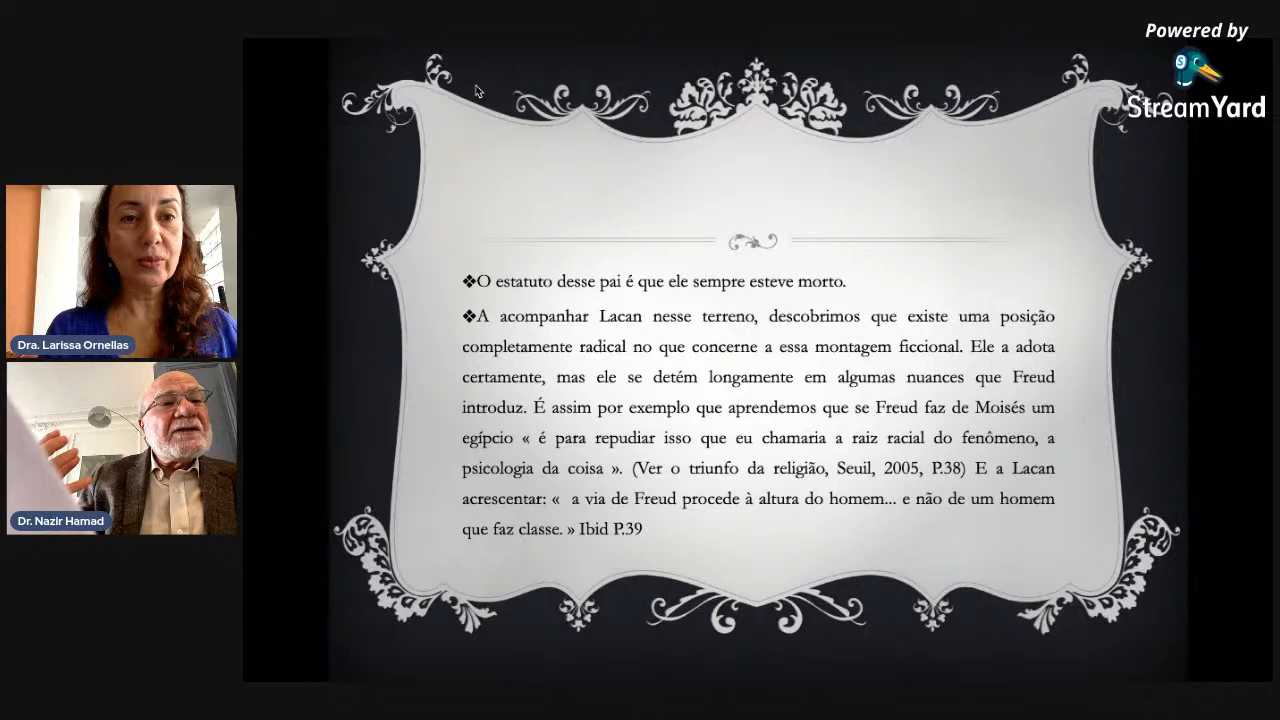 Powered by
StreamYard
Dra. Larissa Ornellas
Dr. Nazir Hamad
❖O estatuto desse pai é que ele sempre esteve morto.
❖A acompanhar Lacan nesse terreno, descobrimos que existe uma posição
completamente radical no que concerne a essa montagem ficcional. Ele a adota
certamente, mas ele se detém longamente em algumas nuances que Freud
introduz. É assim por exemplo que aprendemos que se Freud faz de Moisés um
egípcio « é para repudiar isso que eu chamaria a raiz racial do fenômeno, a
psicologia da coisa ». (Ver o triunfo da religião, Seuil, 2005, P.38) E a Lacan
acrescentar: « a via de Freud procede à altura do homem... e não de um homem
que faz classe. » Ibid P.39